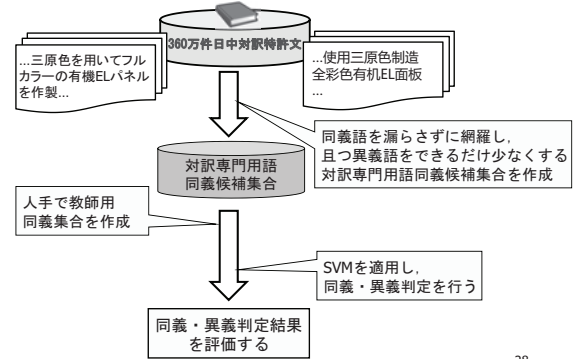 360万件日中対訳特許文
...三原色を用いてフル
カラーの有機ELパネル
を作製...
...使用三原色制造
全彩色有机EL面板
...
同義語を漏らさずに網羅し,
且つ異義語をできるだけ少なくする
対訳専門用語同義候補集合を作成
対訳専門用語
同義候補集合
人手で教師用
同義集合を作成
SVMを適用し,
同義・異義判定を行う
同義・異義判定結果
を評価する